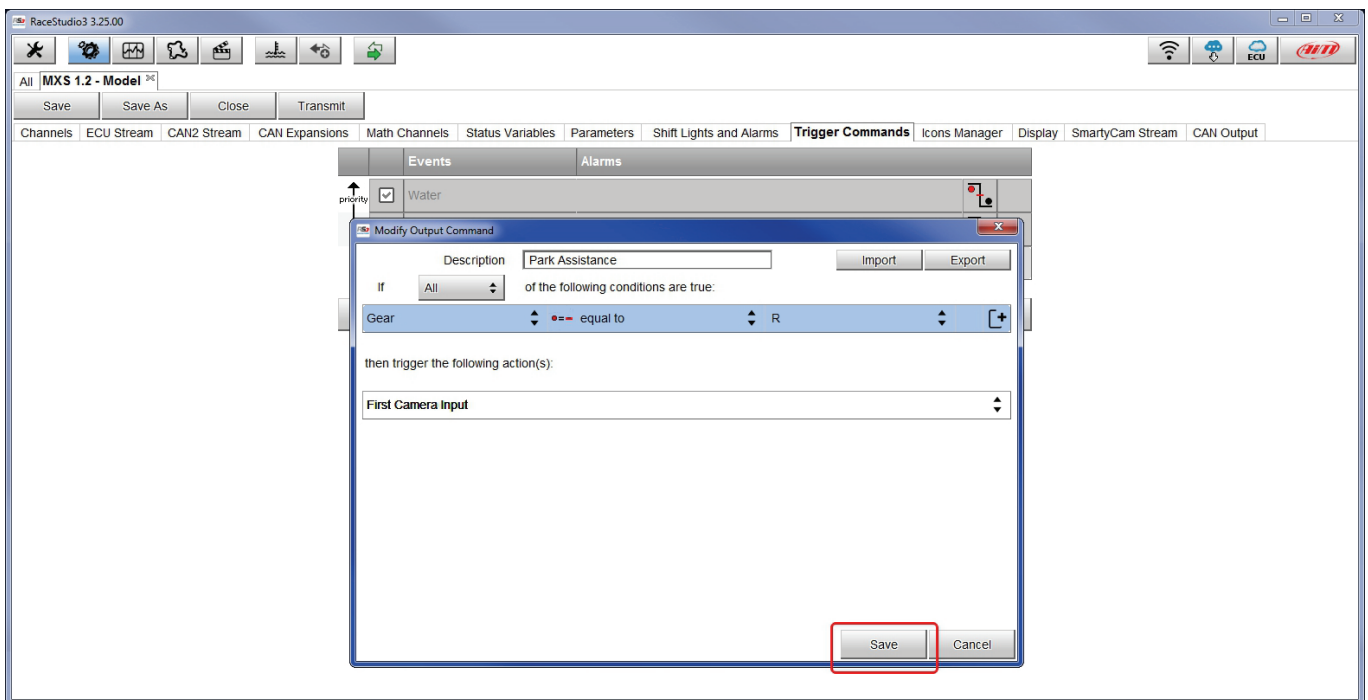 RaceStudio3 3.25.00
ECU
AiM
All MXS 1.2 - Model
Save Save As Close Transmit
Channels ECU Stream CAN2 Stream CAN Expansions Math Channels Status Variables Parameters Shift Lights and Alarms Trigger Commands Icons Manager Display SmartyCam Stream CAN Output
Events Alarms
priority Water
Modify Output Command
Description Park Assistance Import Export
If All of the following conditions are true:
Gear equal to R
then trigger the following action(s):
First Camera Input
Save Cancel